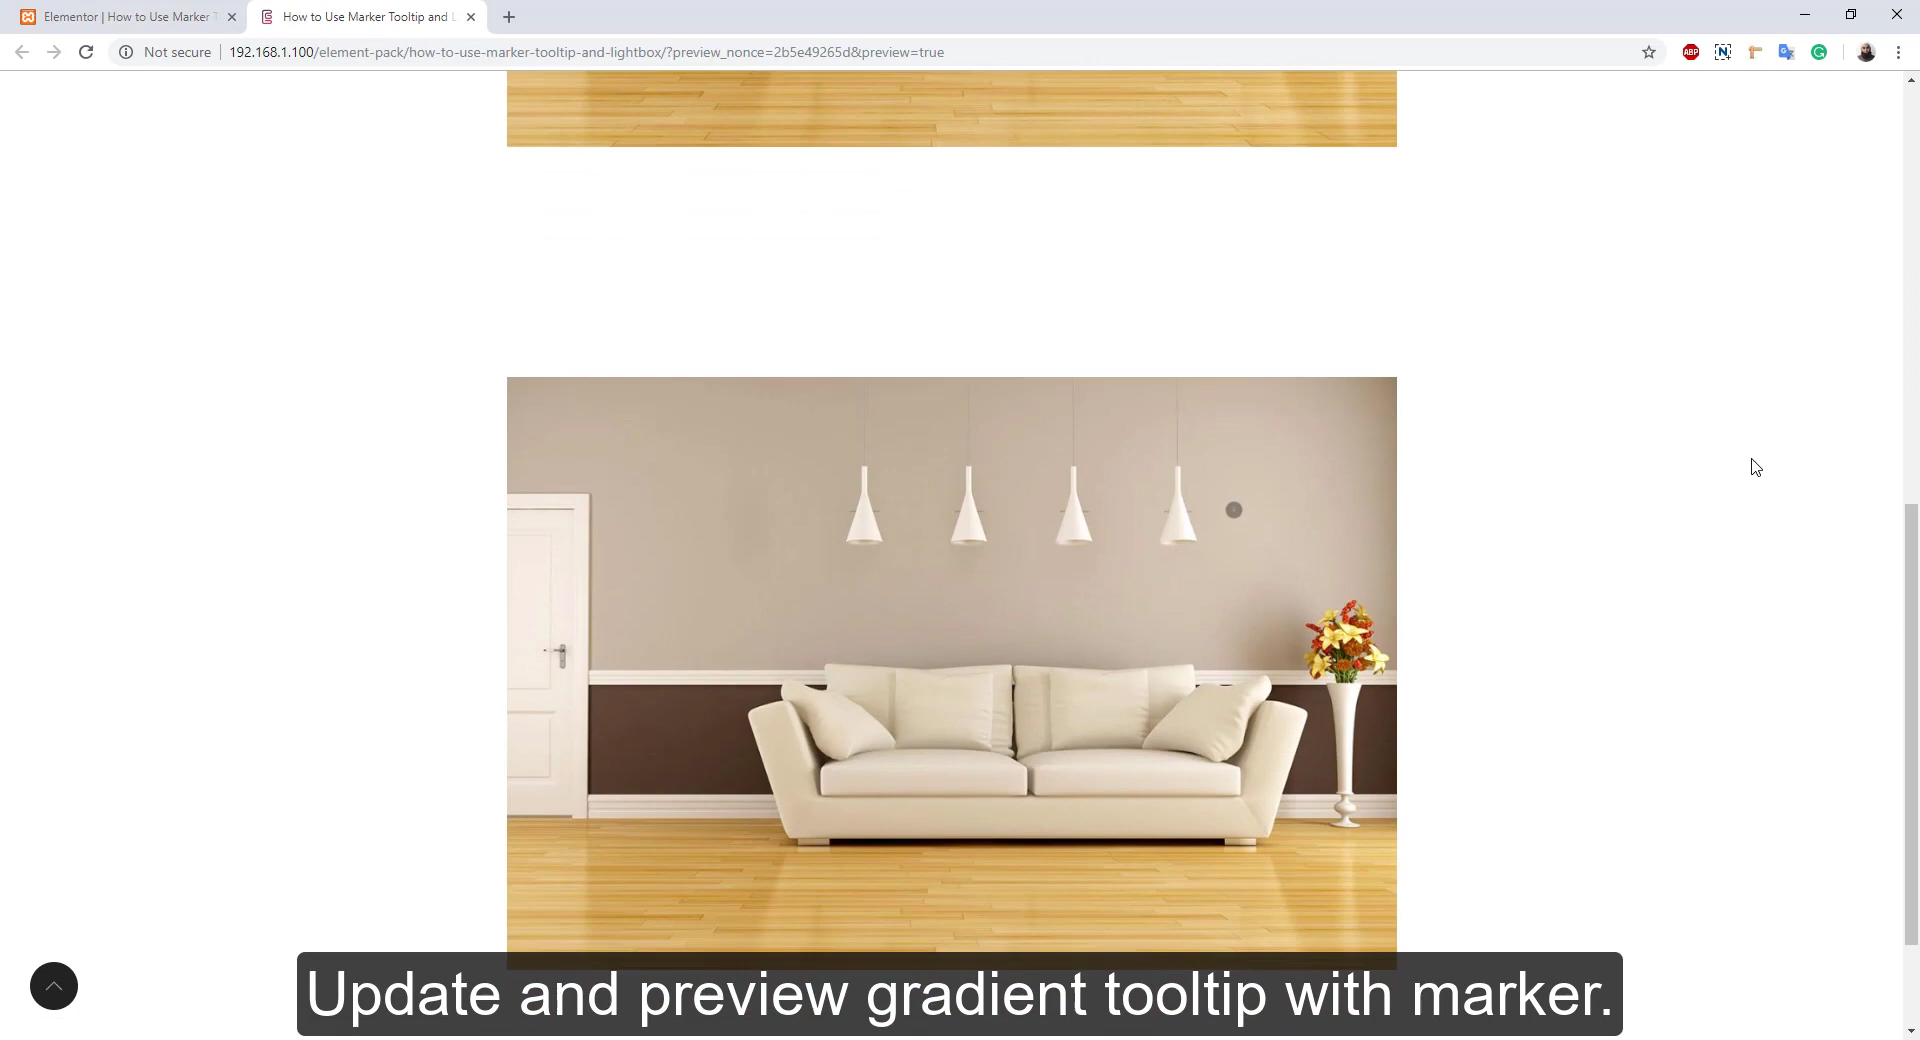 Elementor | How to Use Marker T
How to Use Marker Tooltip and L
Not secure
192.168.1.100/element-pack/how-to-use-marker-tooltip-and-lightbox/?preview_nonce=2b5e49265d&preview=true
ABP
Update and preview gradient tooltip with marker.